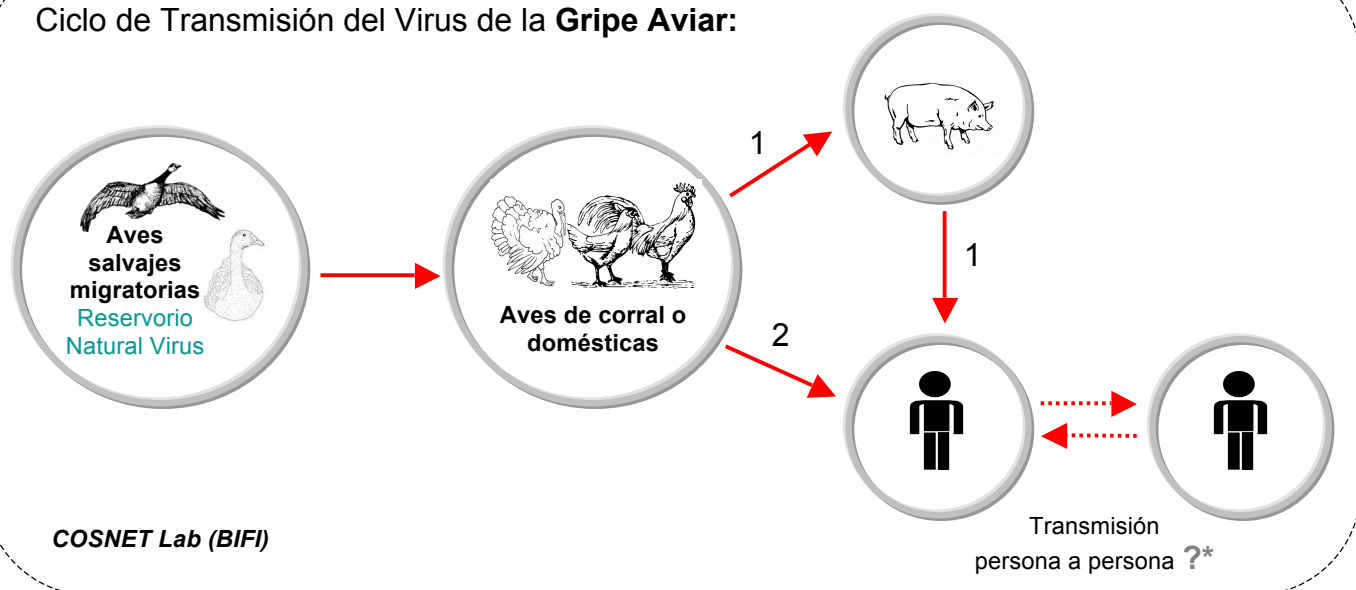 Ciclo de Transmisión del Virus de la Gripe Aviar:
Aves
salvajes
migratorias
Reservorio
Natural Virus
Aves de corral o
domésticas
1
1
2
Transmisión
persona a persona ?*
COSNET Lab (BIFI)